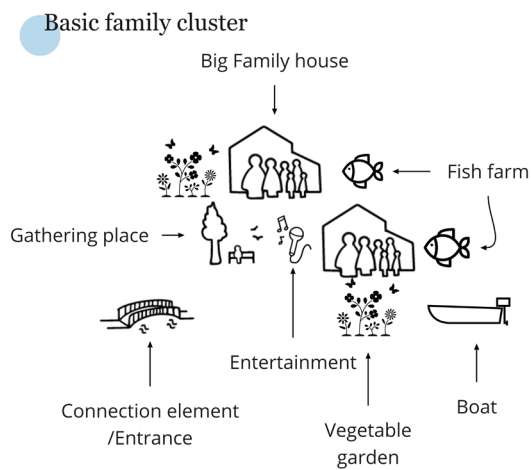 Basic family cluster
Big Family house
Fish farm
Gathering place
Entertainment
Connection element
/Entrance
Vegetable
garden
Boat